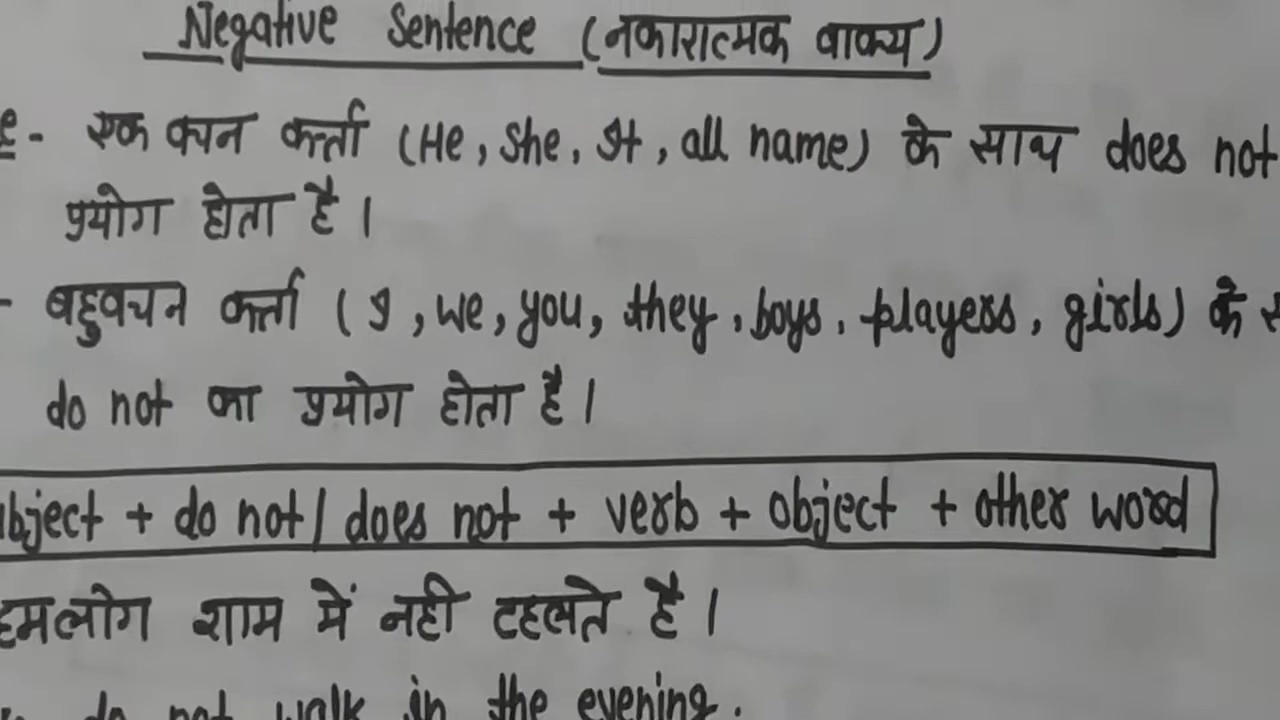 Negative Sentence (नकारात्मक वाक्य)
एक वचन कर्त्ता (He, she, It, all name) के साथ does not
प्रयोग होता है।
- बहुवचन कर्त्ता (I, we, you, they, boys, players, girls) के
do not का प्रयोग होता है।
bject + do not/ does not + verb + object + other word
हमलोग शाम में नही टहलते है।
do not walk in the evening.